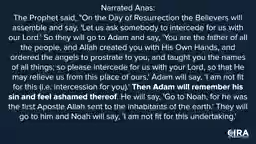 Narrated Anas:
The Prophet said, "On the Day of Resurrection the Believers will
assemble and say, 'Let us ask somebody to intercede for us with
our Lord.' So they will go to Adam and say, 'You are the father of all
the people, and Allah created you with His Own Hands, and
ordered the angels to prostrate to you, and taught you the names
of all things; so please intercede for us with your Lord, so that He
may relieve us from this place of ours.' Adam will say, 'I am not fit
for this (i.e. intercession for you).' Then Adam will remember his
sin and feel ashamed thereof. He will say, 'Go to Noah, for he was
the first Apostle Allah sent to the inhabitants of the earth.' They will
go to him and Noah will say, 'I am not fit for this undertaking.'
CIRA